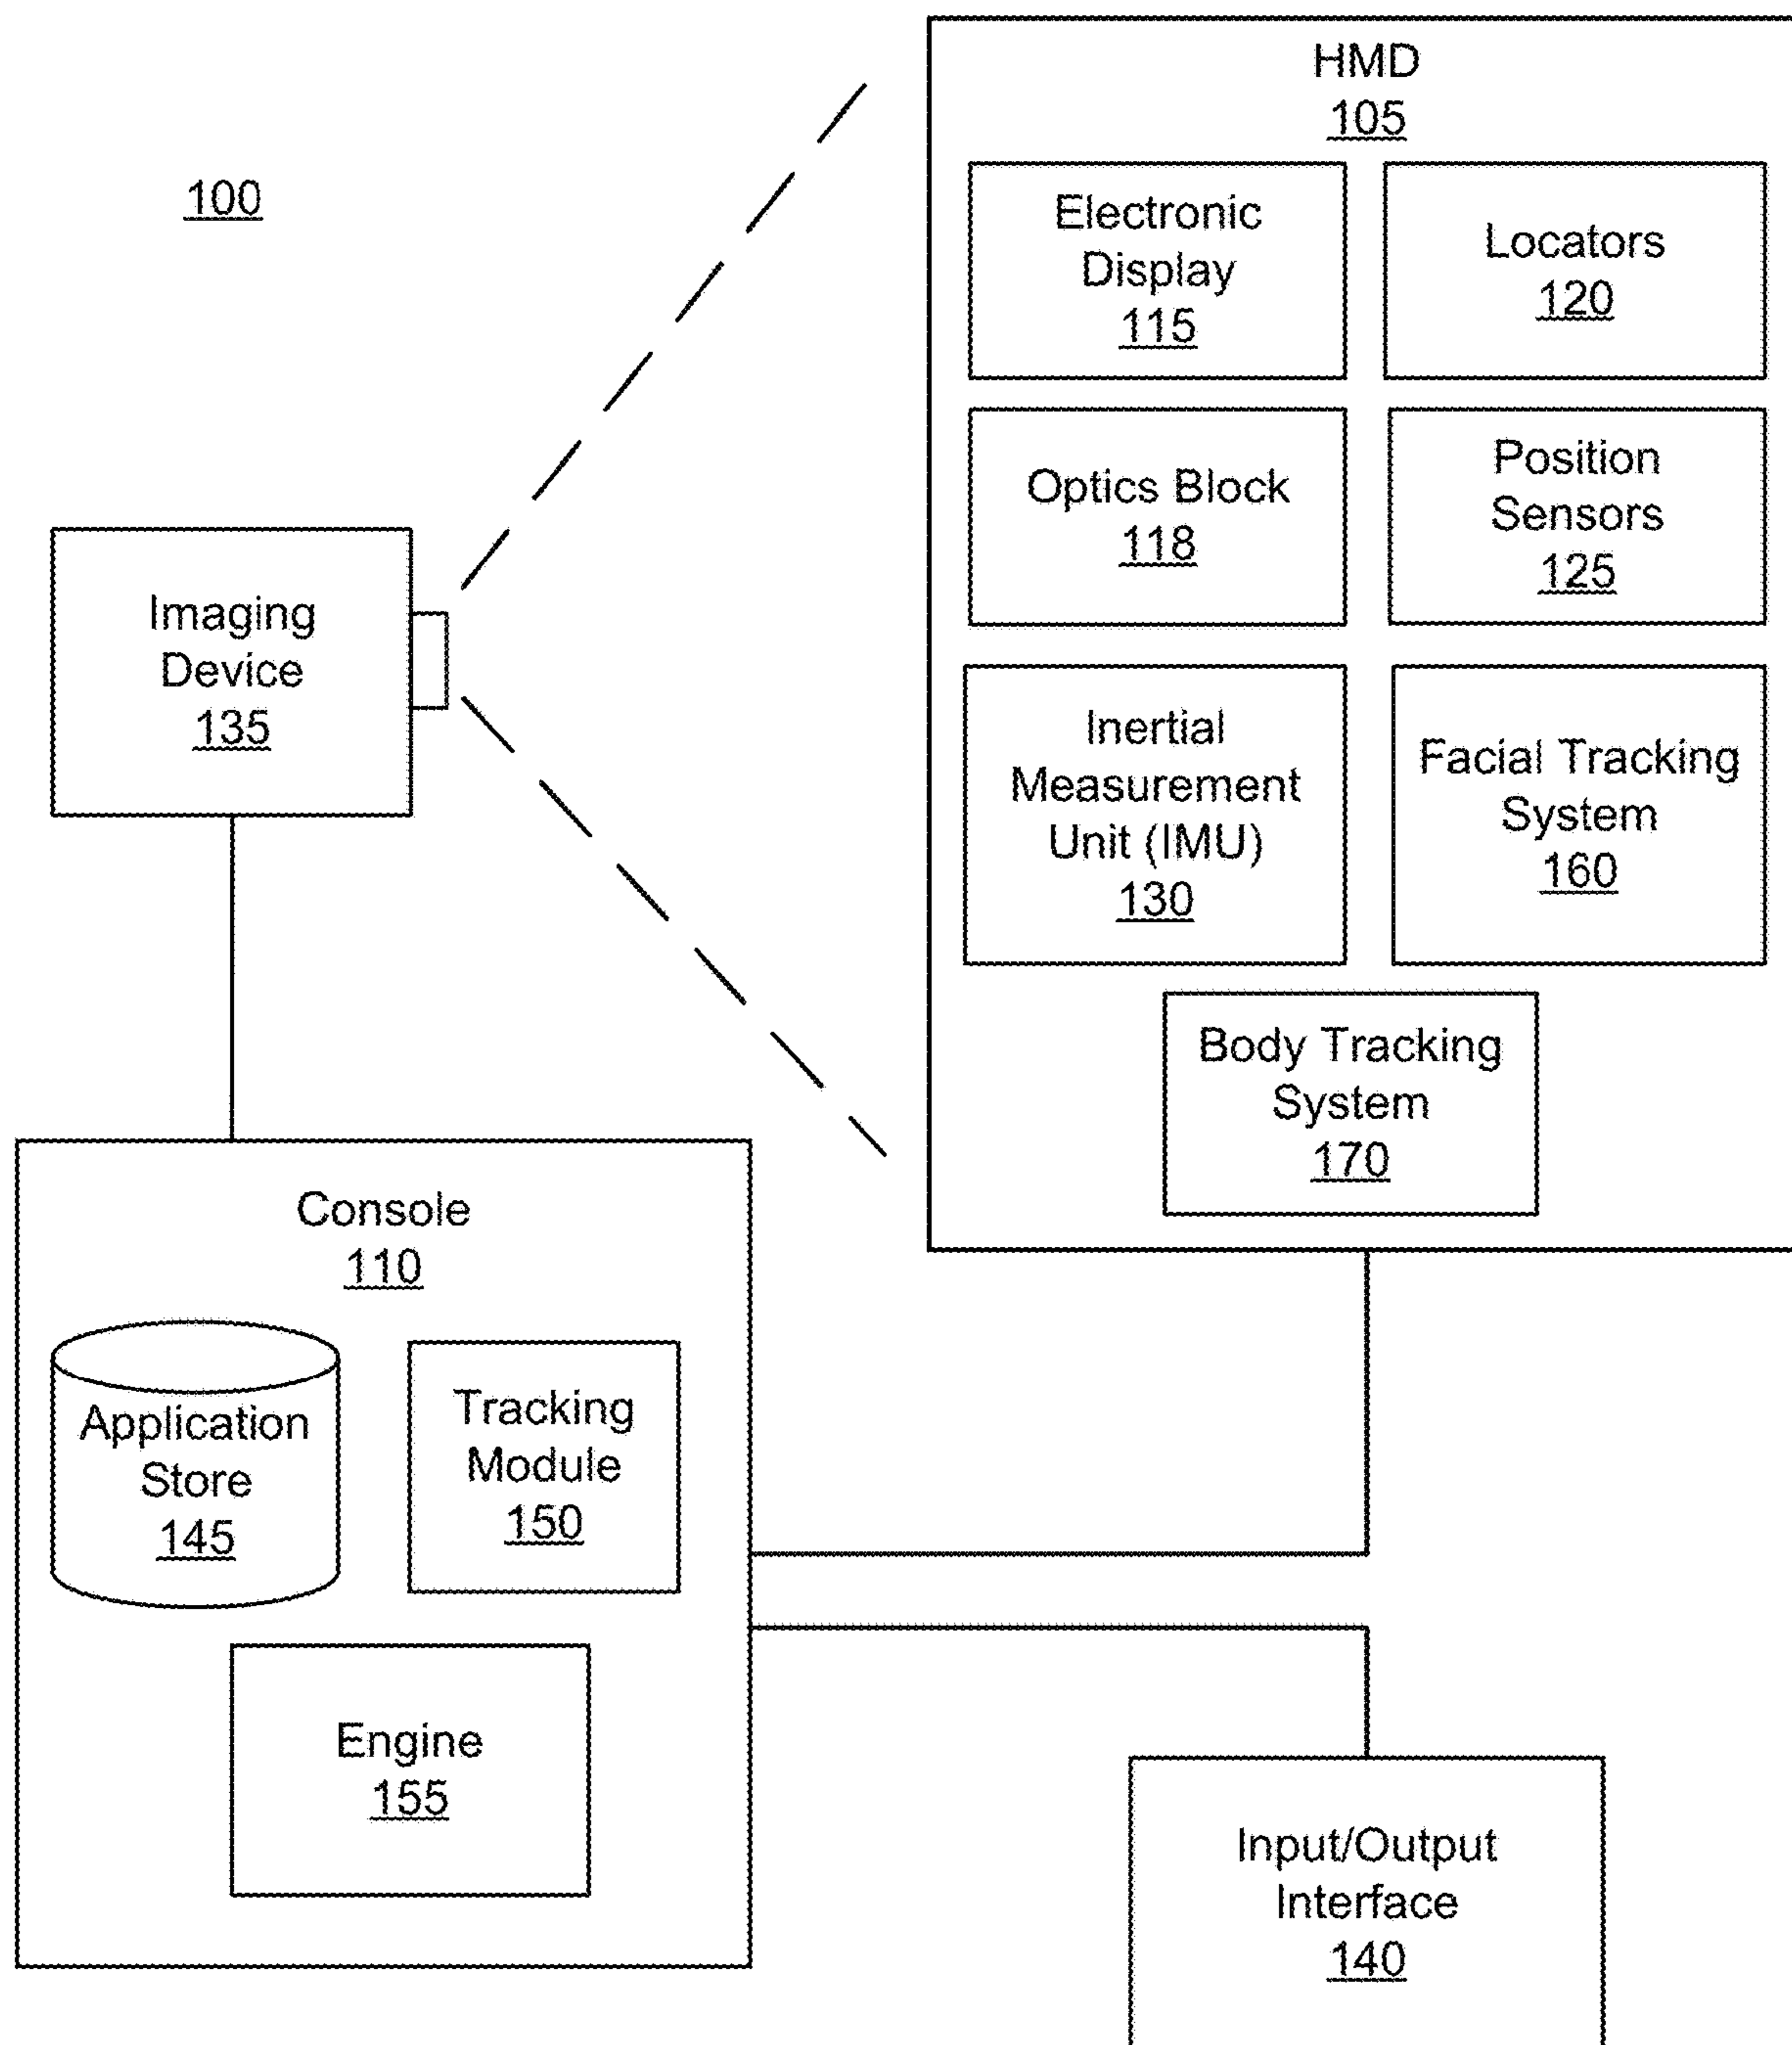 100
HMD
105
Electronic
Display
115
Locators
120
Optics Block
118
Position
Sensors
125
Inertial
Measurement
Unit (IMU)
130
Facial Tracking
System
160
Body Tracking
System
170
Imaging
Device
135
Console
110
Application
Store
145
Tracking
Module
150
Engine
155
Input/Output
Interface
140